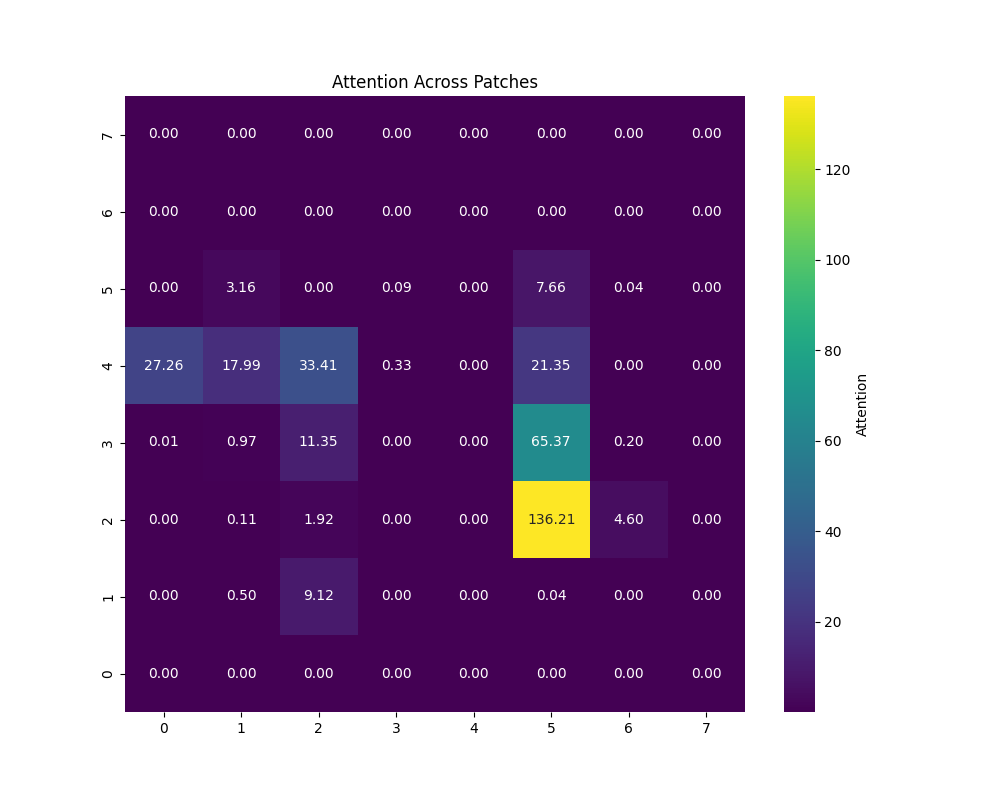 Attention Across Patches
7 0.00 0.00 0.00 0.00 0.00 0.00 0.00 0.00
6 0.00 0.00 0.00 0.00 0.00 0.00 0.00 0.00
5 0.00 3.16 0.00 0.09 0.00 7.66 0.04 0.00
4 27.26 17.99 33.41 0.33 0.00 21.35 0.00 0.00
3 0.01 0.97 11.35 0.00 0.00 65.37 0.20 0.00
2 0.00 0.11 1.92 0.00 0.00 136.21 4.60 0.00
1 0.00 0.50 9.12 0.00 0.00 0.04 0.00 0.00
0 0.00 0.00 0.00 0.00 0.00 0.00 0.00 0.00
0 1 2 3 4 5 6 7
120
100
80
60
40
20
Attention